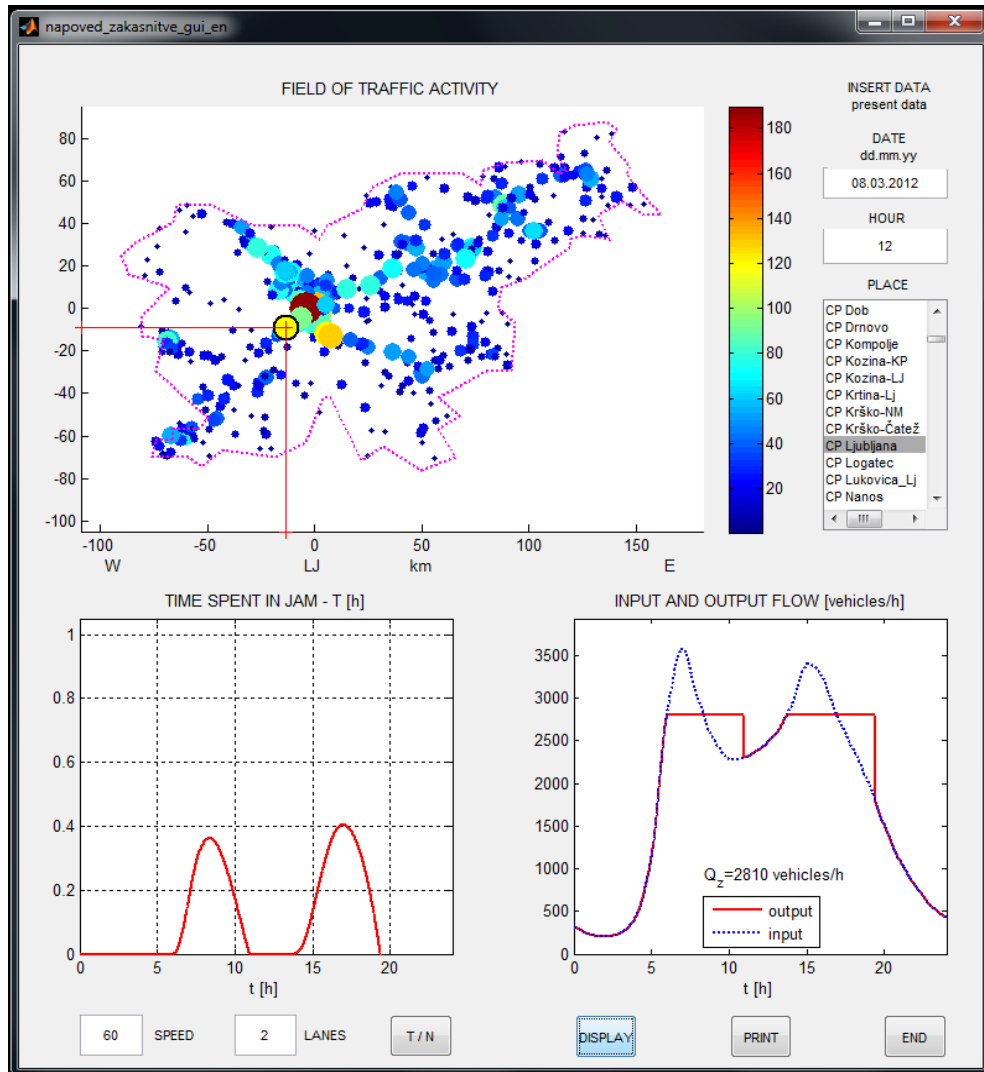 napoved_zakasnitve_gui_en
FIELD OF TRAFFIC ACTIVITY
80
60
40
20
0
-20
-40
-60
-80
-100
-100
-50
0
50
100
150
W
LJ
km
E
180
160
140
120
100
80
60
40
20
INSERT DATA
present data
DATE
dd.mm.yy
08.03.2012
HOUR
12
PLACE
CP Dob
CP Drnovo
CP Kompolje
CP Kozina-KP
CP Kozina-LJ
CP Krtina-Lj
CP Krško-NM
CP Krško-Čatež
CP Ljubljana
CP Logatec
CP Lukovica_Lj
CP Nanos
TIME SPENT IN JAM - T [h]
1
0.8
0.6
0.4
0.2
0
0
5
10
15
20
t [h]
INPUT AND OUTPUT FLOW [vehicles/h]
3500
3000
2500
2000
1500
1000
500
0
Qz=2810 vehicles/h
output
input
0
5
10
15
20
t [h]
60
SPEED
2
LANES
T / N
DISPLAY
PRINT
END